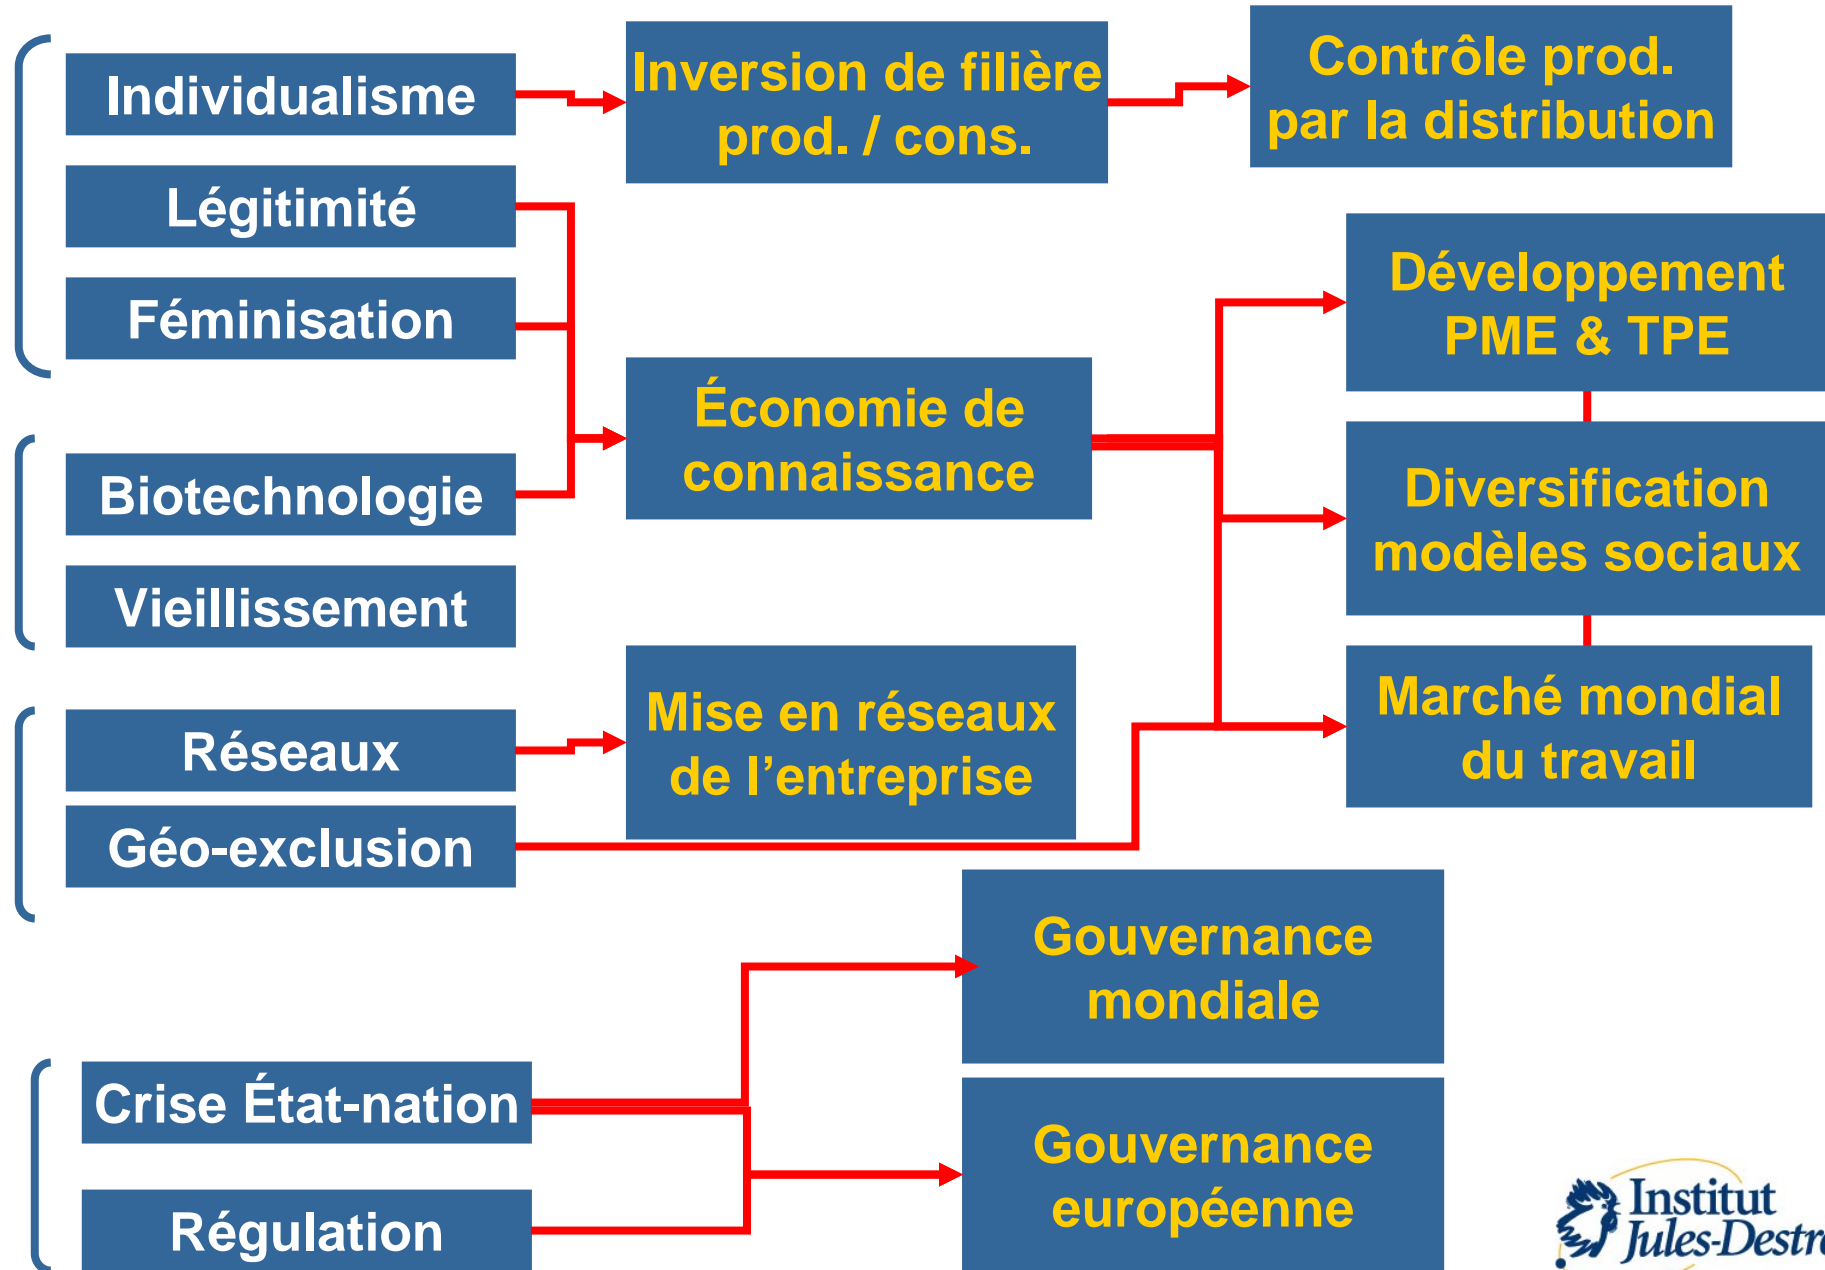 Individualisme
Légitimité
Féminisation
Biotechnologie
Vieillissement
Réseaux
Géo-exclusion
Crise État-nation
Régulation
Inversion de filière
prod. / cons.
Économie de
connaissance
Mise en réseaux
de l’entreprise
Contrôle prod.
par la distribution
Développement
PME & TPE
Diversification
modèles sociaux
Marché mondial
du travail
Gouvernance
mondiale
Gouvernance
européenne
Institut
Jules-Destré